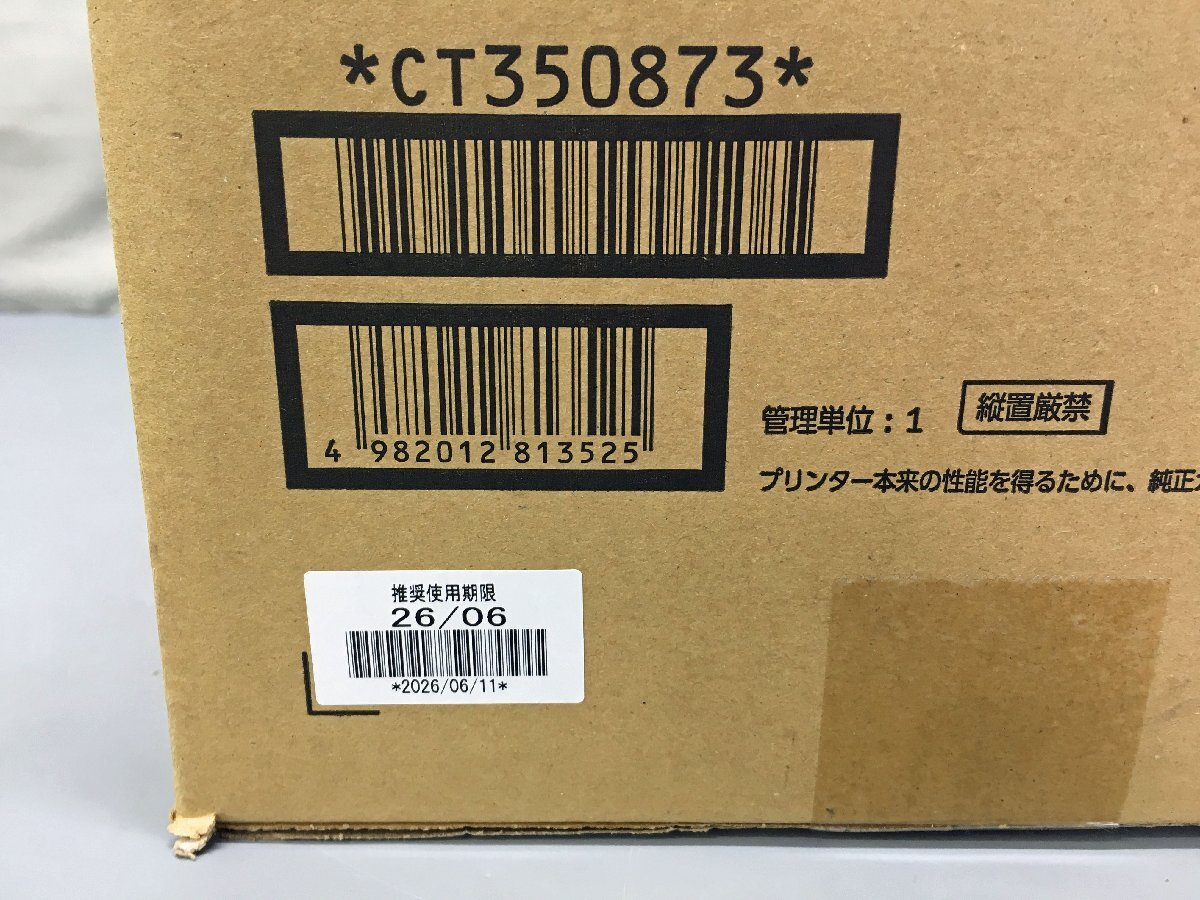 *CT350873*
4 982012 813525
管理単位：1
縦置厳禁
プリンター本来の性能を得るために、純正
推奨使用期限
26/06
*2026/06/11*